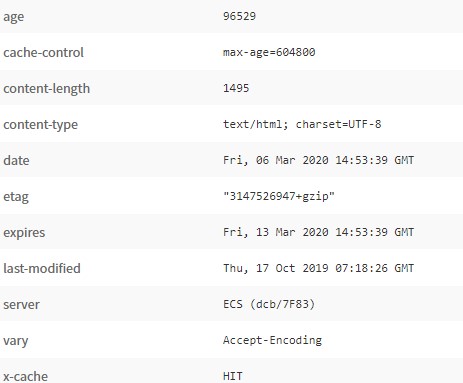 age 96529
cache-control max-age=604800
content-length 1495
content-type text/html; charset=UTF-8
date Fri, 06 Mar 2020 14:53:39 GMT
etag "3147526947+gzip"
expires Fri, 13 Mar 2020 14:53:39 GMT
last-modified Thu, 17 Oct 2019 07:18:26 GMT
server ECS (dcb/7F83)
vary Accept-Encoding
x-cache HIT